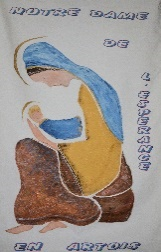 NOTRE DAME
DE
L'ESPERANCE
EN ARTOIS